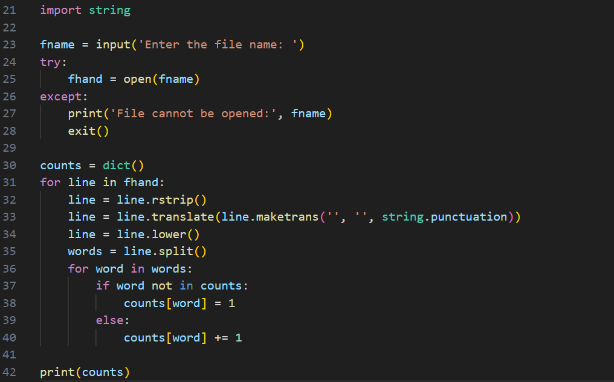 21 import string
22
23 fname = input('Enter the file name: ')
24 try:
25     fhand = open(fname)
26 except:
27     print('File cannot be opened:', fname)
28     exit()
29
30 counts = dict()
31 for line in fhand:
32     line = line.rstrip()
33     line = line.translate(line.maketrans('', '', string.punctuation))
34     line = line.lower()
35     words = line.split()
36     for word in words:
37         if word not in counts:
38             counts[word] = 1
39         else:
40             counts[word] += 1
41
42 print(counts)